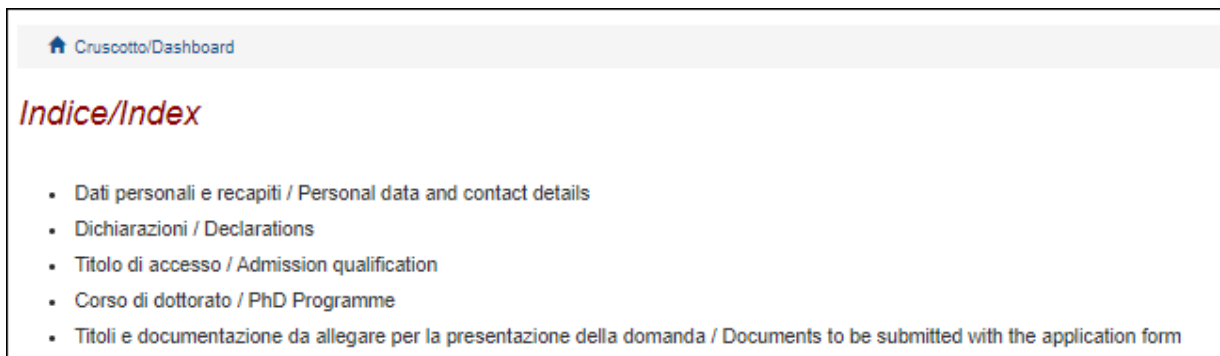 Cruscotto/Dashboard
Indice/Index
• Dati personali e recapiti / Personal data and contact details
• Dichiarazioni / Declarations
• Titolo di accesso / Admission qualification
• Corso di dottorato / PhD Programme
• Titoli e documentazione da allegare per la presentazione della domanda / Documents to be submitted with the application form